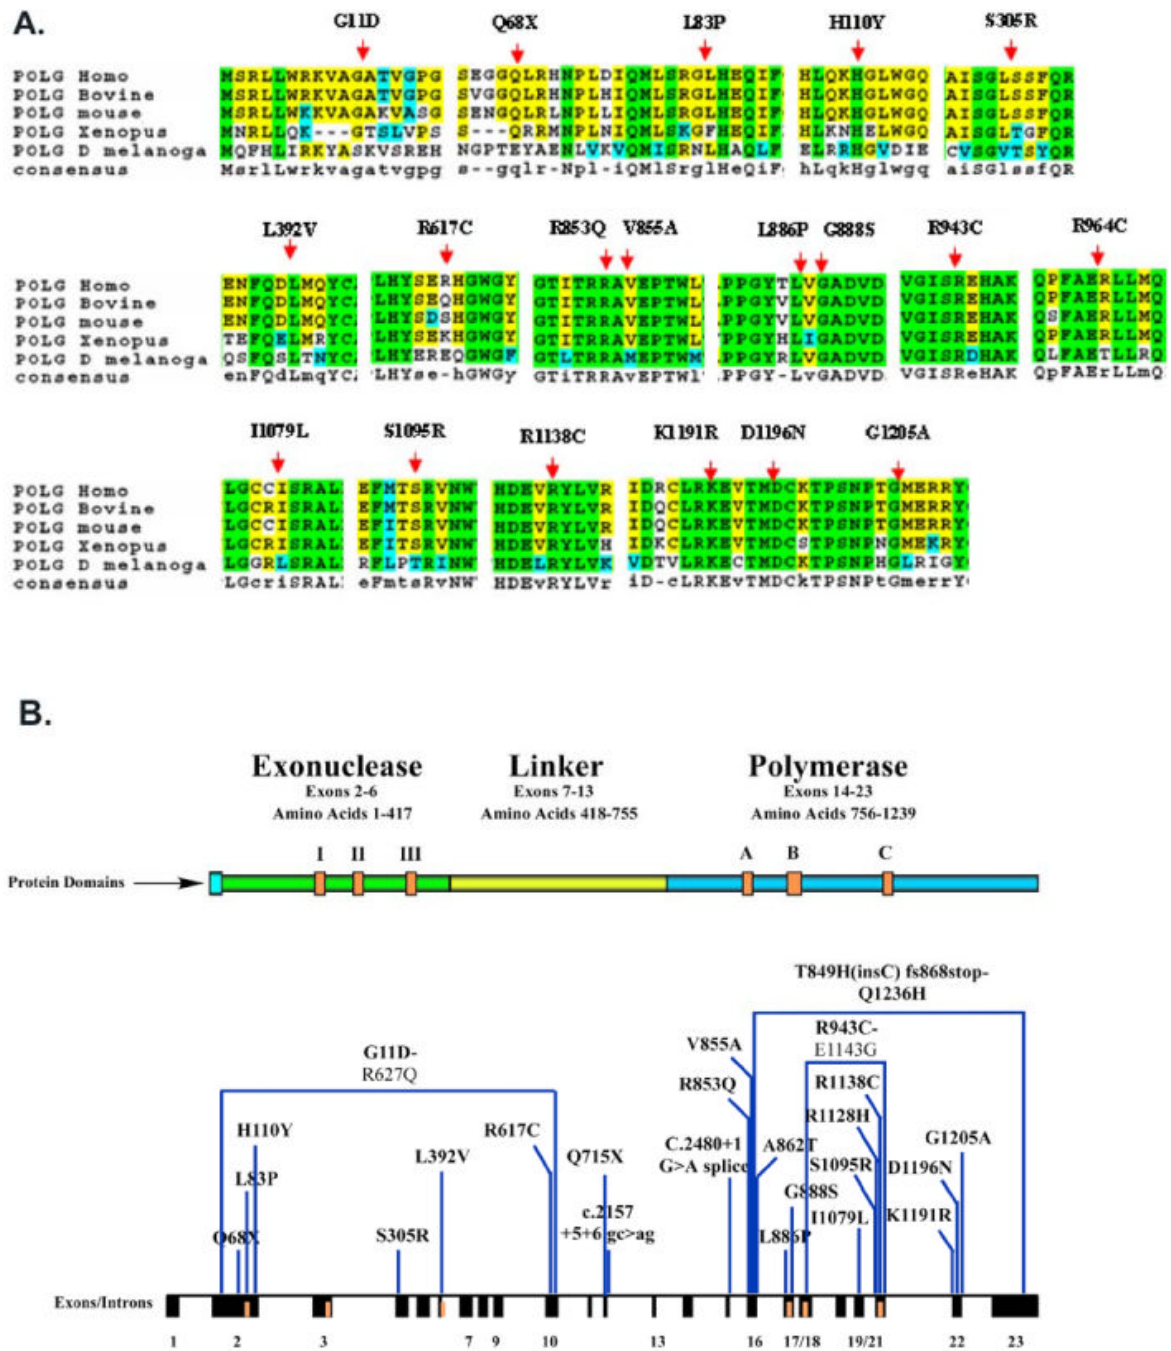 A.
G11D Q68X L83P H110Y S305R
POLG Homo MSRLLWRKVAGATVGPG SEGGQLRHNPLDIQMLSRGLHEQIF HLQKHGLWGQ AISGLSSFQR
POLG Bovine MSRLLWRKVAGATVGPG SVGGQLRHNPLHIQMLSRGLHEQIF HLQKHGLWGQ AISGLSSFQR
POLG mouse MSRLLWKKVAGAKVASG SENGQLRHNPLLIQMLSRGLHEQIF HLQKHGLWGQ AISGLSSFQR
POLG Xenopus MNRLLQK---GTSLVPS S---QRRMNPLNIQMLSKGFHEQIF HLKNHELWGQ AISGLTGFQR
POLG D melanoga MQFHLIRKYASKVSREH NGPTEYAENLVKVQMISRNLHAQLF ELRRHGVDIE CVSGVTSYQR
consensus MsrlLwrkvagatvgpg s--gqlr-Npl-iQMlSrglHeQiF hLqkHglwgq aiSGlssfQR
L392V R617C R853Q V855A L886P G888S R943C R964C
POLG Homo ENFQDLMQYC LHYSERHGWGY GTITRRAVEPTWL PPGYTLVGADVD VGISREHAK QPFAERLLMQ
POLG Bovine ENFQDLMQYC LHYSEQHGWGY GTITRRAVEPTWL PPGYVLVGADVD VGISREHAK QPFAERLLMQ
POLG mouse ENFQDLMQYC LHYSDSHGWGY GTITRRAVEPTWL PPGYVLVGADVD VGISREHAK QSFAERLLMQ
POLG Xenopus TEFQELMRYC LHYSEKHGWGY GTITRRAVEPTWL PPGYHLIGADVD VGISREHAK QPFAERLLMQ
POLG D melanoga QSFQSLTNYC LHYEREQGWGF GTLTRRAMEPTWM PPGYRLVGADVD VGISRDHAK QLFAETLLRQ
consensus enFQdLmqYC LHYse-hGWGy GTiTRRAvEPTWl PPGY-LvGADVD VGISReHAK QpFAErLLmQ
I1079L S1095R R1138C K1191R D1196N G1205A
POLG Homo LGCCISRAL EFMTSRVNW HDEVRYLVR IDRCLRKEVTMDCKTPSNPTGMERRY
POLG Bovine LGCRISRAL EFMTSRVNW HDEVRYLVR IDQCLRKEVTMDCKTPSNPTGMERRY
POLG mouse LGCCISRAL EFITSRVNW HDEVRYLVR IDQCLRKEVTMDCKTPSNPTGMERRY
POLG Xenopus LGCRISRAL EFITSRVNW HDEVRYLVH IDKCLRKEVTMDCSTPSNPNGMEKRY
POLG D melanoga LGGRLSRAL RFLPTRINW HDELRYLVK VDTVLRKECTMDCKTPSNPHGLRIGY
consensus LGcriSRAL eFmtsRvNW HDEvRYLVr iD-cLRKEvTMDCkTPSNPtGmerrY
B.
Exonuclease Linker Polymerase
Exons 2-6 Exons 7-13 Exons 14-23
Amino Acids 1-417 Amino Acids 418-755 Amino Acids 756-1239
I II III A B C
Protein Domains
T849H(insC) fs868stop-
Q1236H
R943C-
E1143G
V855A
G11D-
R627Q
R853Q R1138C
R1128H
H110Y R617C C.2480+1 A862T G1205A
L392V Q715X G>A splice S1095R D1196N
L83P G888S
c.2157 I1079L K1191R
Q68X S305R +5+6 gc>ag L886P
Exons/Introns
1 2 3 7 9 10 13 16 17/18 19/21 22 23